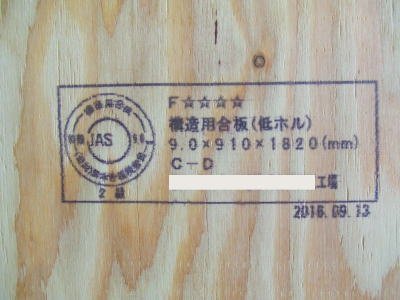 F☆☆☆☆
構造用合板(低ホル)
9.0×910×1820(mm)
C-D
工場
JAS
2級
2016.09.13